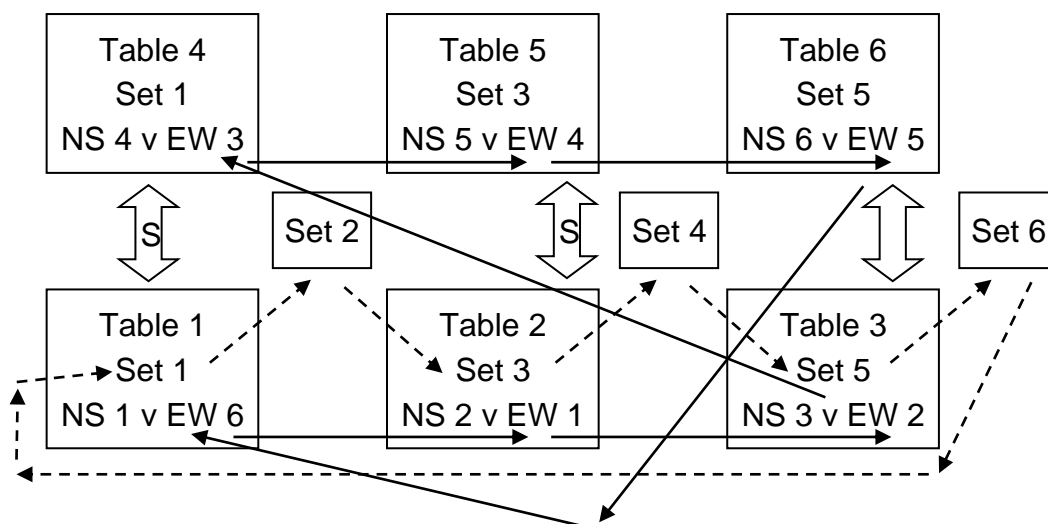 Table 4
Set 1
NS 4 v EW 3
Table 5
Set 3
NS 5 v EW 4
Table 6
Set 5
NS 6 v EW 5
S
Set 2
S
Set 4
Set 6
Table 1
Set 1
NS 1 v EW 6
Table 2
Set 3
NS 2 v EW 1
Table 3
Set 5
NS 3 v EW 2